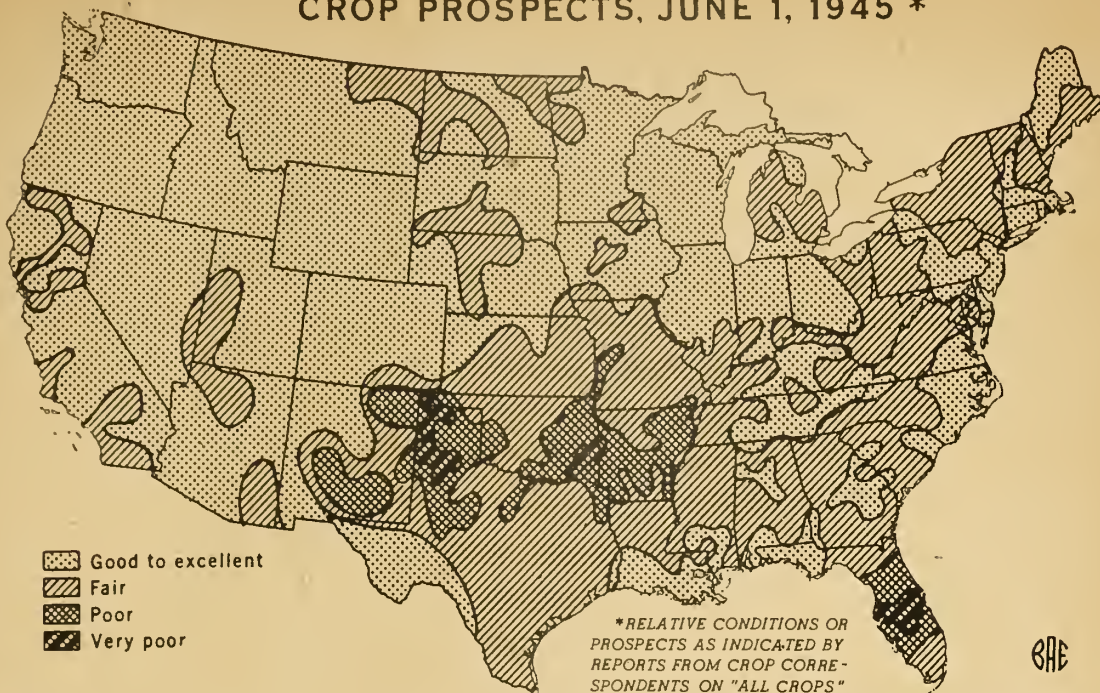 CROP PROSPECTS, JUNE 1, 1945 *
Good to excellent
Fair
Poor
Very poor
*RELATIVE CONDITIONS OR
PROSPECTS AS INDICATED BY
REPORTS FROM CROP CORRE-
SPONDENTS ON "ALL CROPS"
BAE